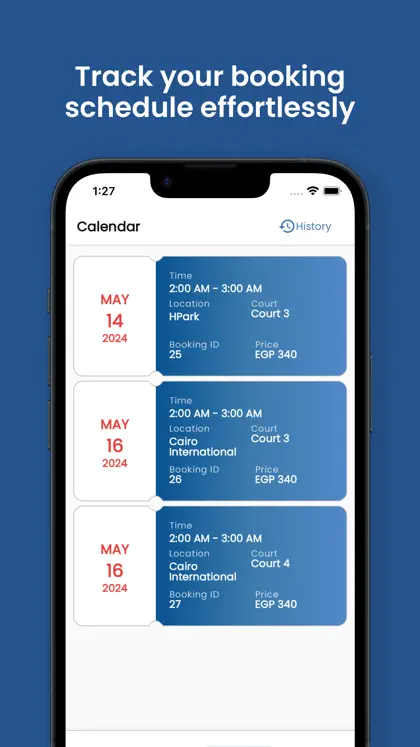 Track your booking
schedule effortlessly
1:27
Calendar
History
MAY
14
2024
Time
2:00 AM - 3:00 AM
Location
Court
HPark
Court 3
Booking ID
Price
25
EGP 340
MAY
16
2024
Time
2:00 AM - 3:00 AM
Location
Court
Cairo
International
Court 3
Booking ID
Price
26
EGP 340
MAY
16
2024
Time
2:00 AM - 3:00 AM
Location
Court
Cairo
International
Court 4
Booking ID
Price
27
EGP 340